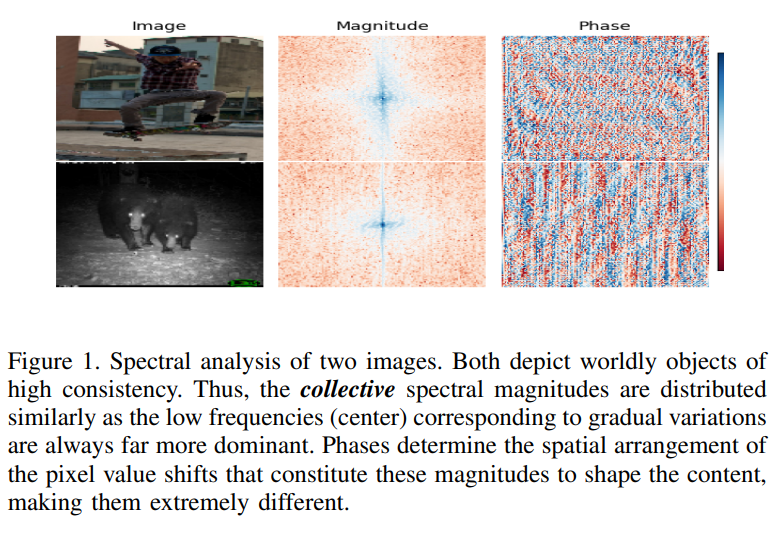 Image Magnitude Phase
Figure 1. Spectral analysis of two images. Both depict worldly objects of
high consistency. Thus, the collective spectral magnitudes are distributed
similarly as the low frequencies (center) corresponding to gradual variations
are always far more dominant. Phases determine the spatial arrangement of
the pixel value shifts that constitute these magnitudes to shape the content,
making them extremely different.